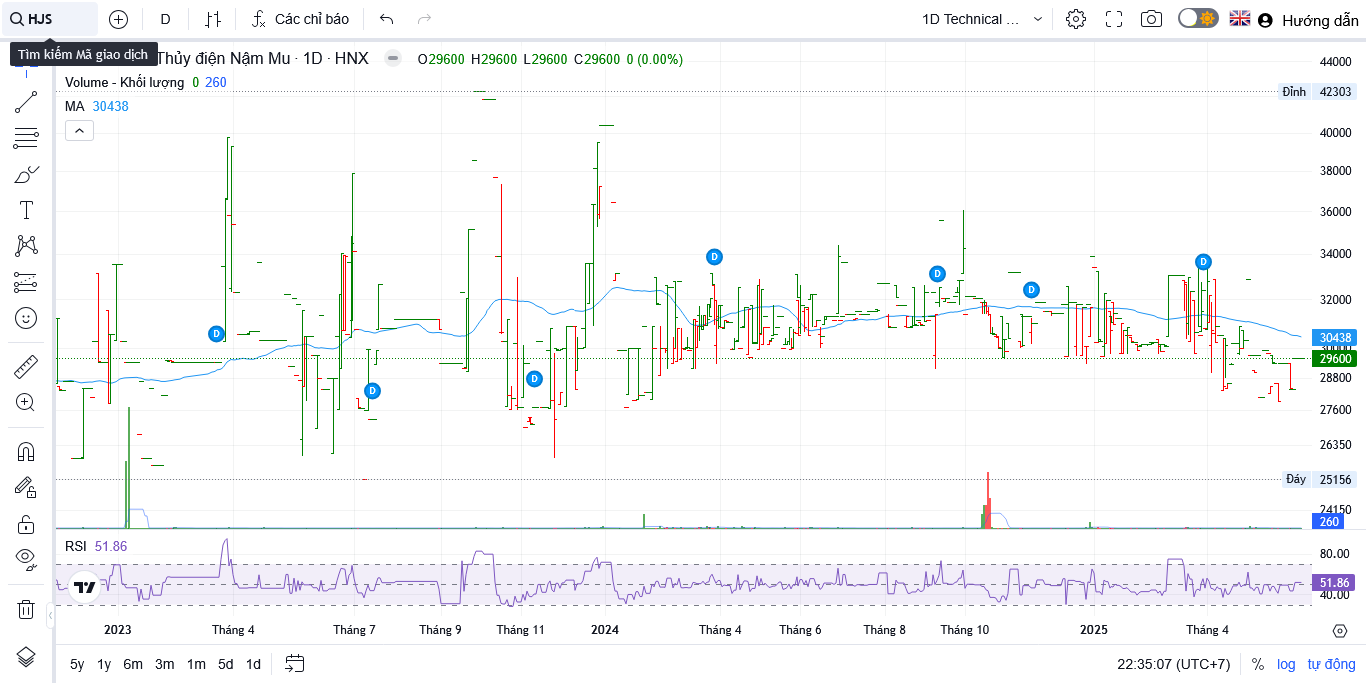 HJS D Các chỉ báo 1D Technical ... Hướng dẫn
Tìm kiếm Mã giao dịch
Thủy điện Nậm Mu · 1D · HNX O29600 H29600 L29600 C29600 0 (0.00%)
Volume - Khối lượng 0 260
MA 30438
44000
Đỉnh 42303
40000
38000
36000
34000
32000
30438
30000
29600
28800
27600
26350
Đáy 25156
24150
260
D
D
D
D
D
D
D
RSI 51.86
80.00
51.86
40.00
2023 Tháng 4 Tháng 7 Tháng 9 Tháng 11 2024 Tháng 4 Tháng 6 Tháng 8 Tháng 10 2025 Tháng 4
5y 1y 6m 3m 1m 5d 1d 22:35:07 (UTC+7) % log tự động